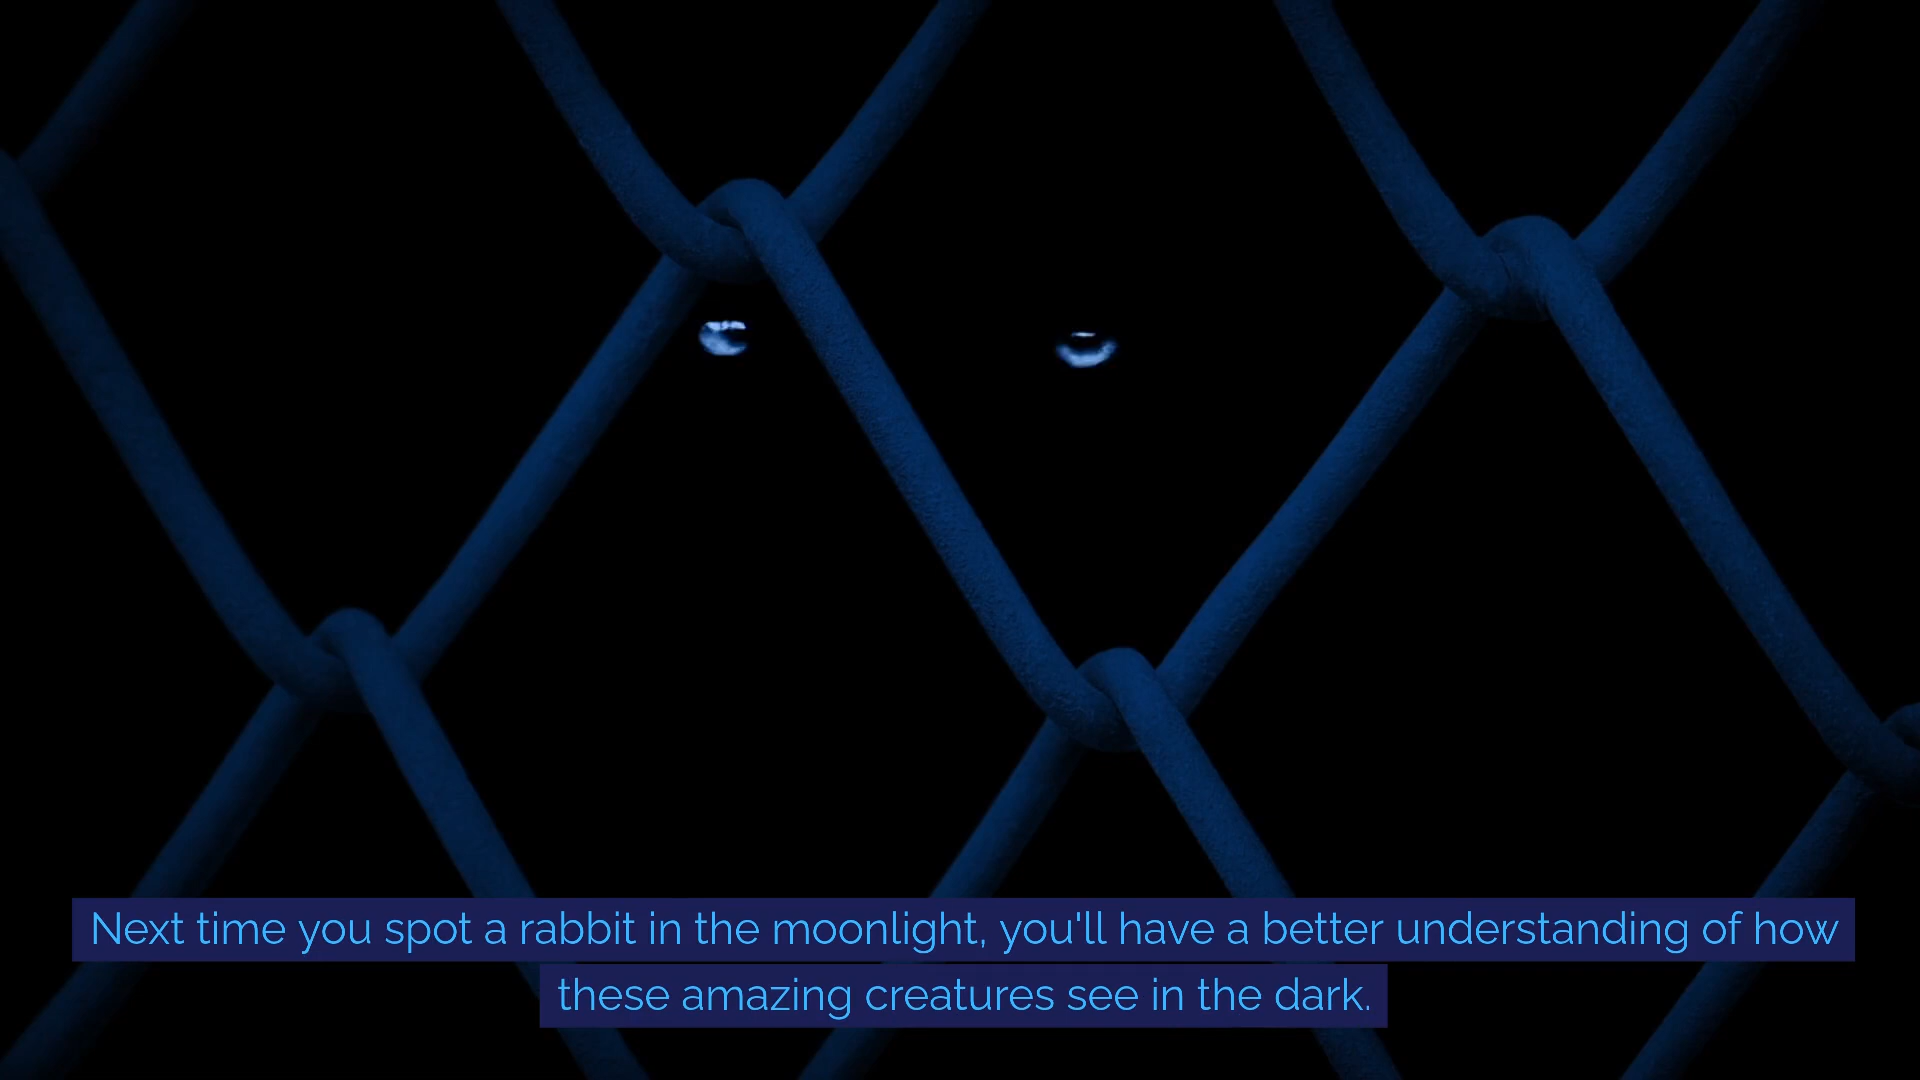 Next time you spot a rabbit in the moonlight, you'll have a better understanding of how
these amazing creatures see in the dark.